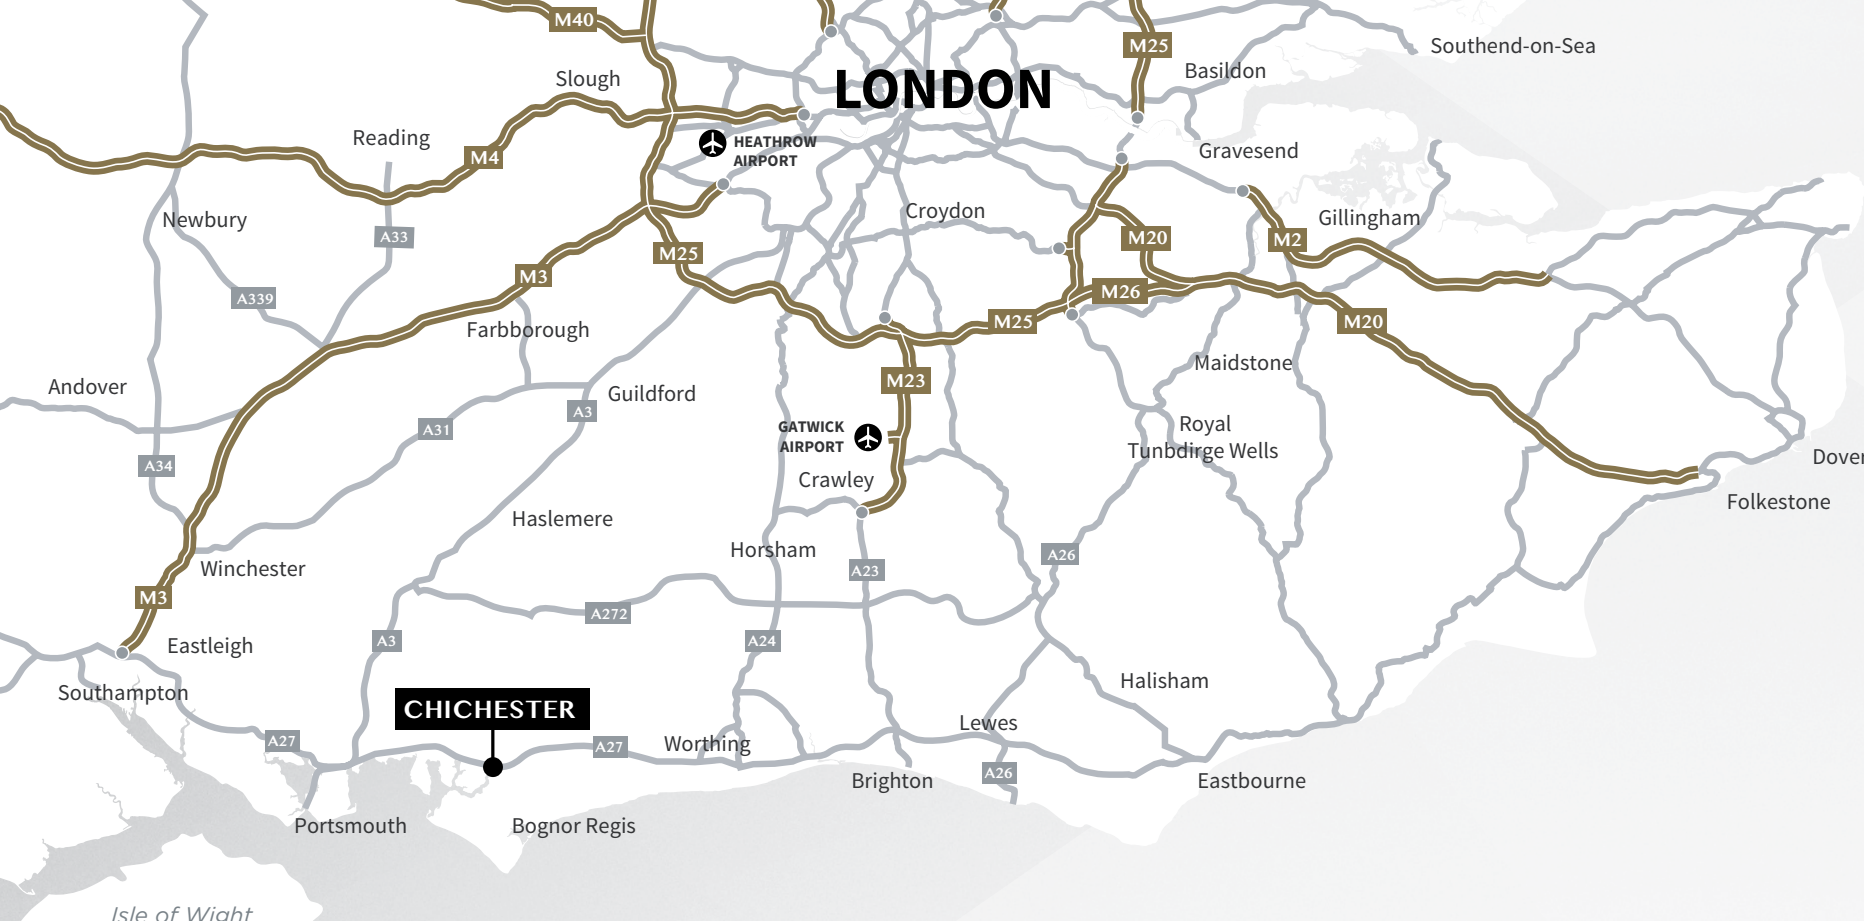 M40
M25
Southend-on-Sea
Slough
LONDON
Basildon
Reading
M4
HEATHROW
AIRPORT
Gravesend
Newbury
A33
Croydon
Gillingham
M25
M20
M2
M3
A339
M26
Farbborough
M25
M20
Maidstone
Andover
Guildford
M23
A3
A31
GATWICK
AIRPORT
Royal
Tunbdirge Wells
A34
Crawley
Dover
Haslemere
Folkestone
Horsham
A26
Winchester
A23
M3
A272
Eastleigh
A3
A24
Southampton
Halisham
CHICHESTER
Lewes
A27
A27
Worthing
Brighton
A26
Eastbourne
Portsmouth
Bognor Regis
Isle of Wight